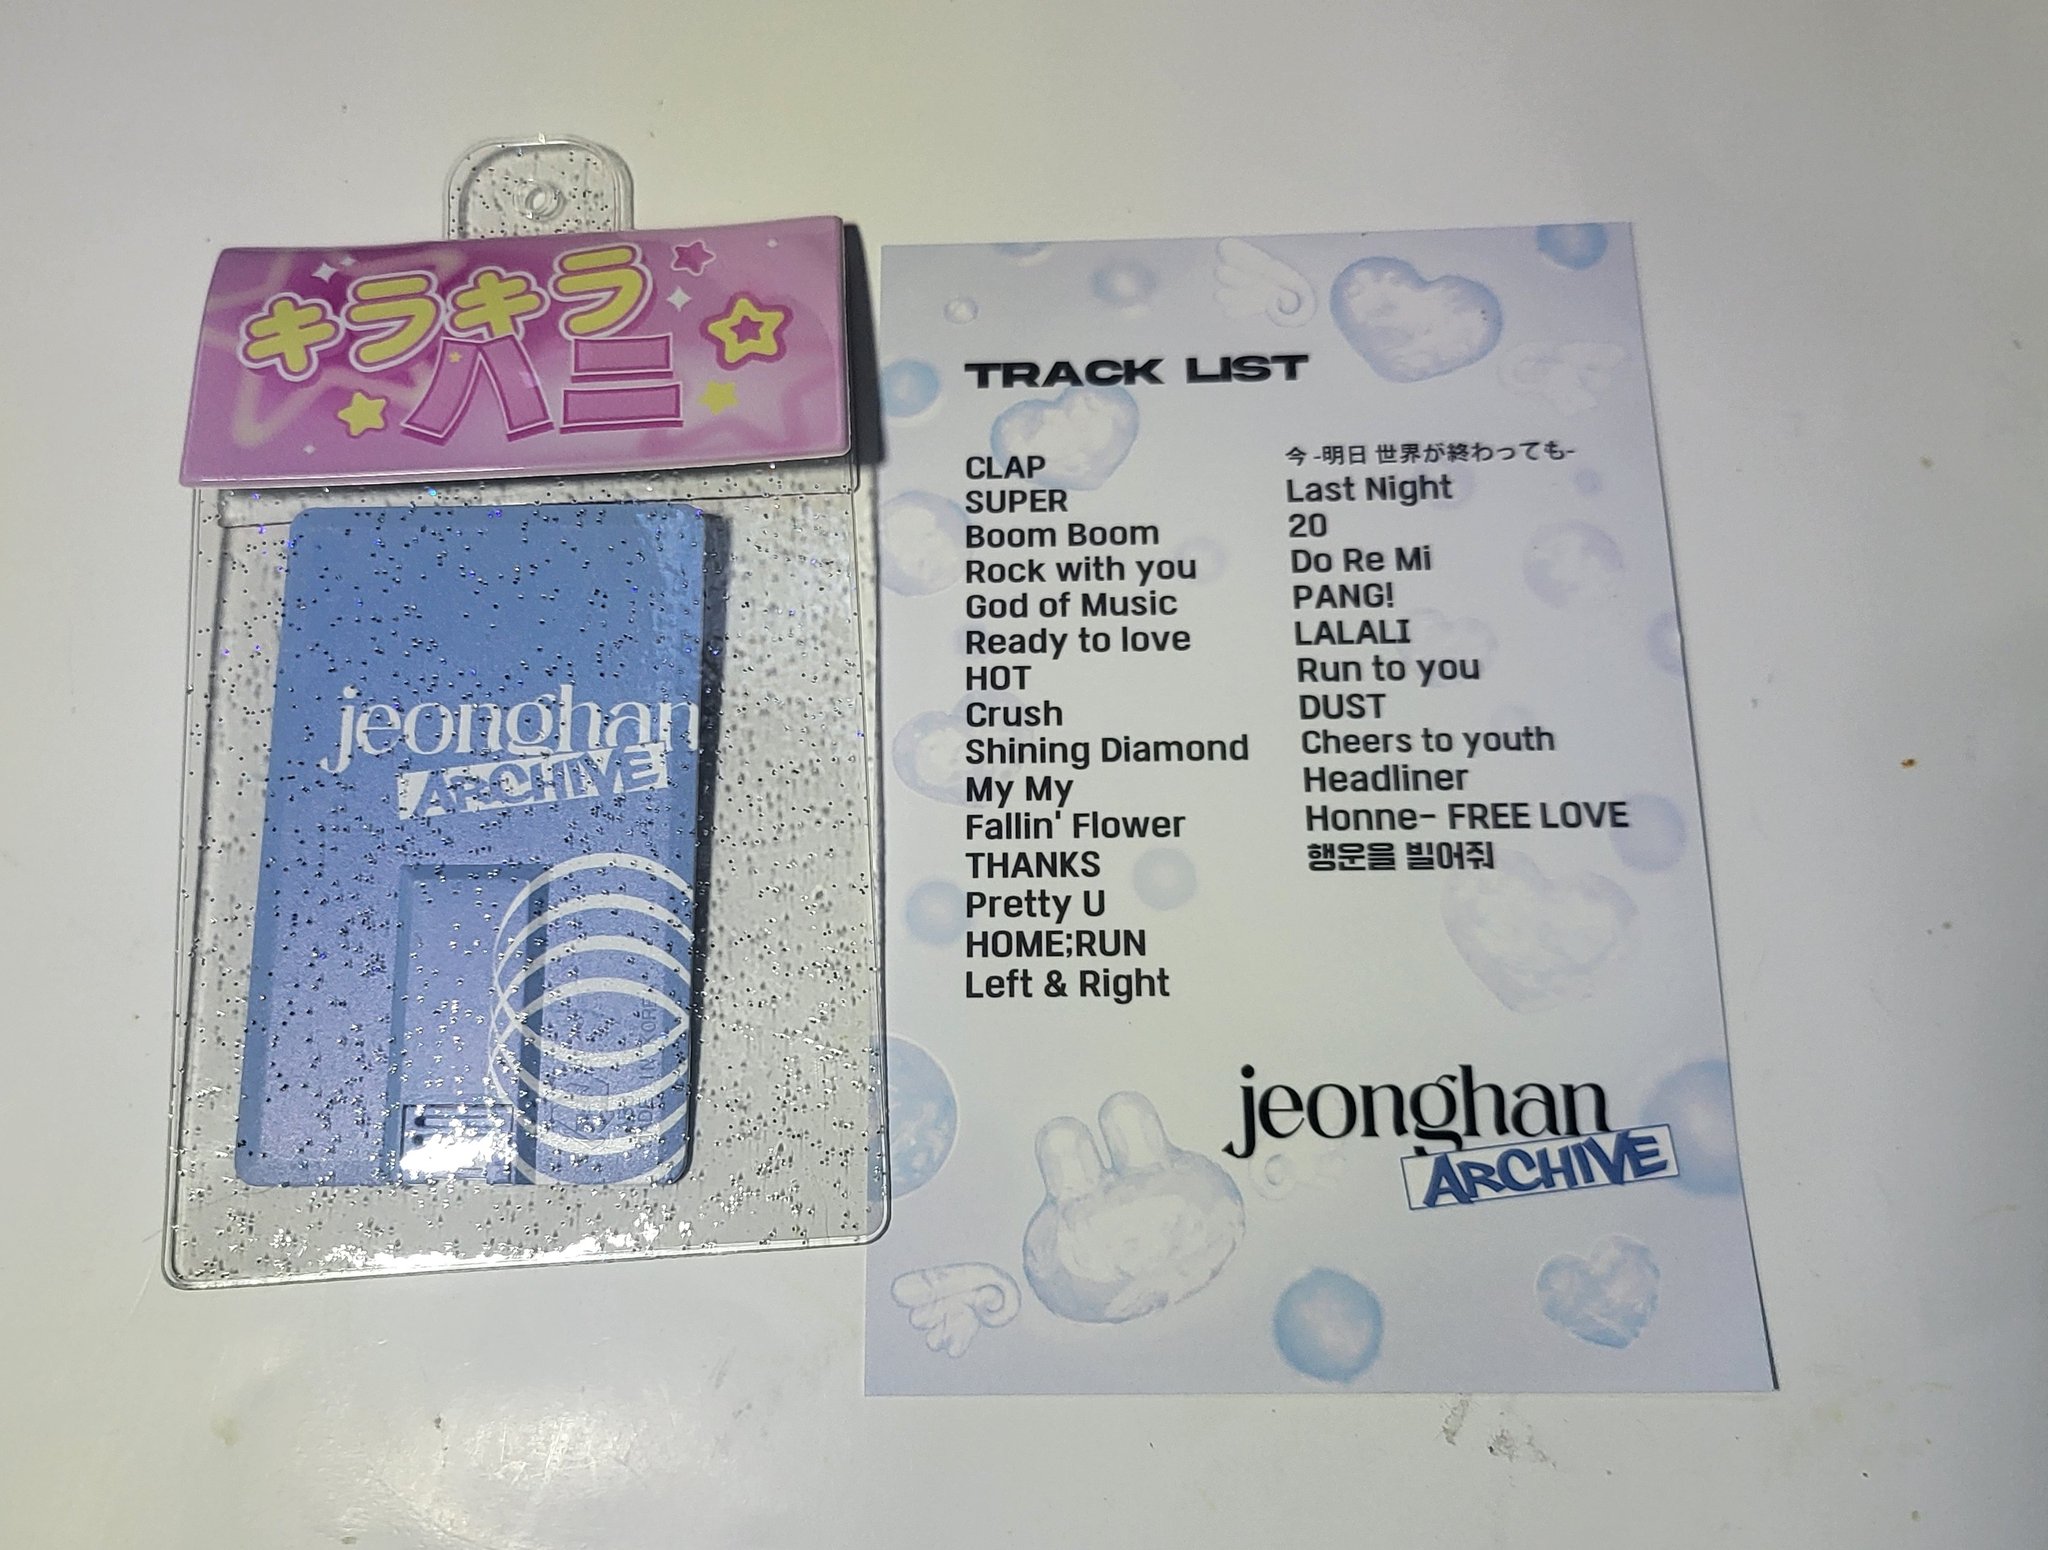 キラキラ
ハニ
jeonghan
ARCHIVE
TRACK LIST
CLAP
SUPER
Boom Boom
Rock with you
God of Music
Ready to love
HOT
Crush
Shining Diamond
My My
Fallin' Flower
THANKS
Pretty U
HOME;RUN
Left & Right
今 -明日 世界が終わっても-
Last Night
20
Do Re Mi
PANG!
LALALI
Run to you
DUST
Cheers to youth
Headliner
Honne- FREE LOVE
행운을 빌어줘
jeonghan
ARCHIVE